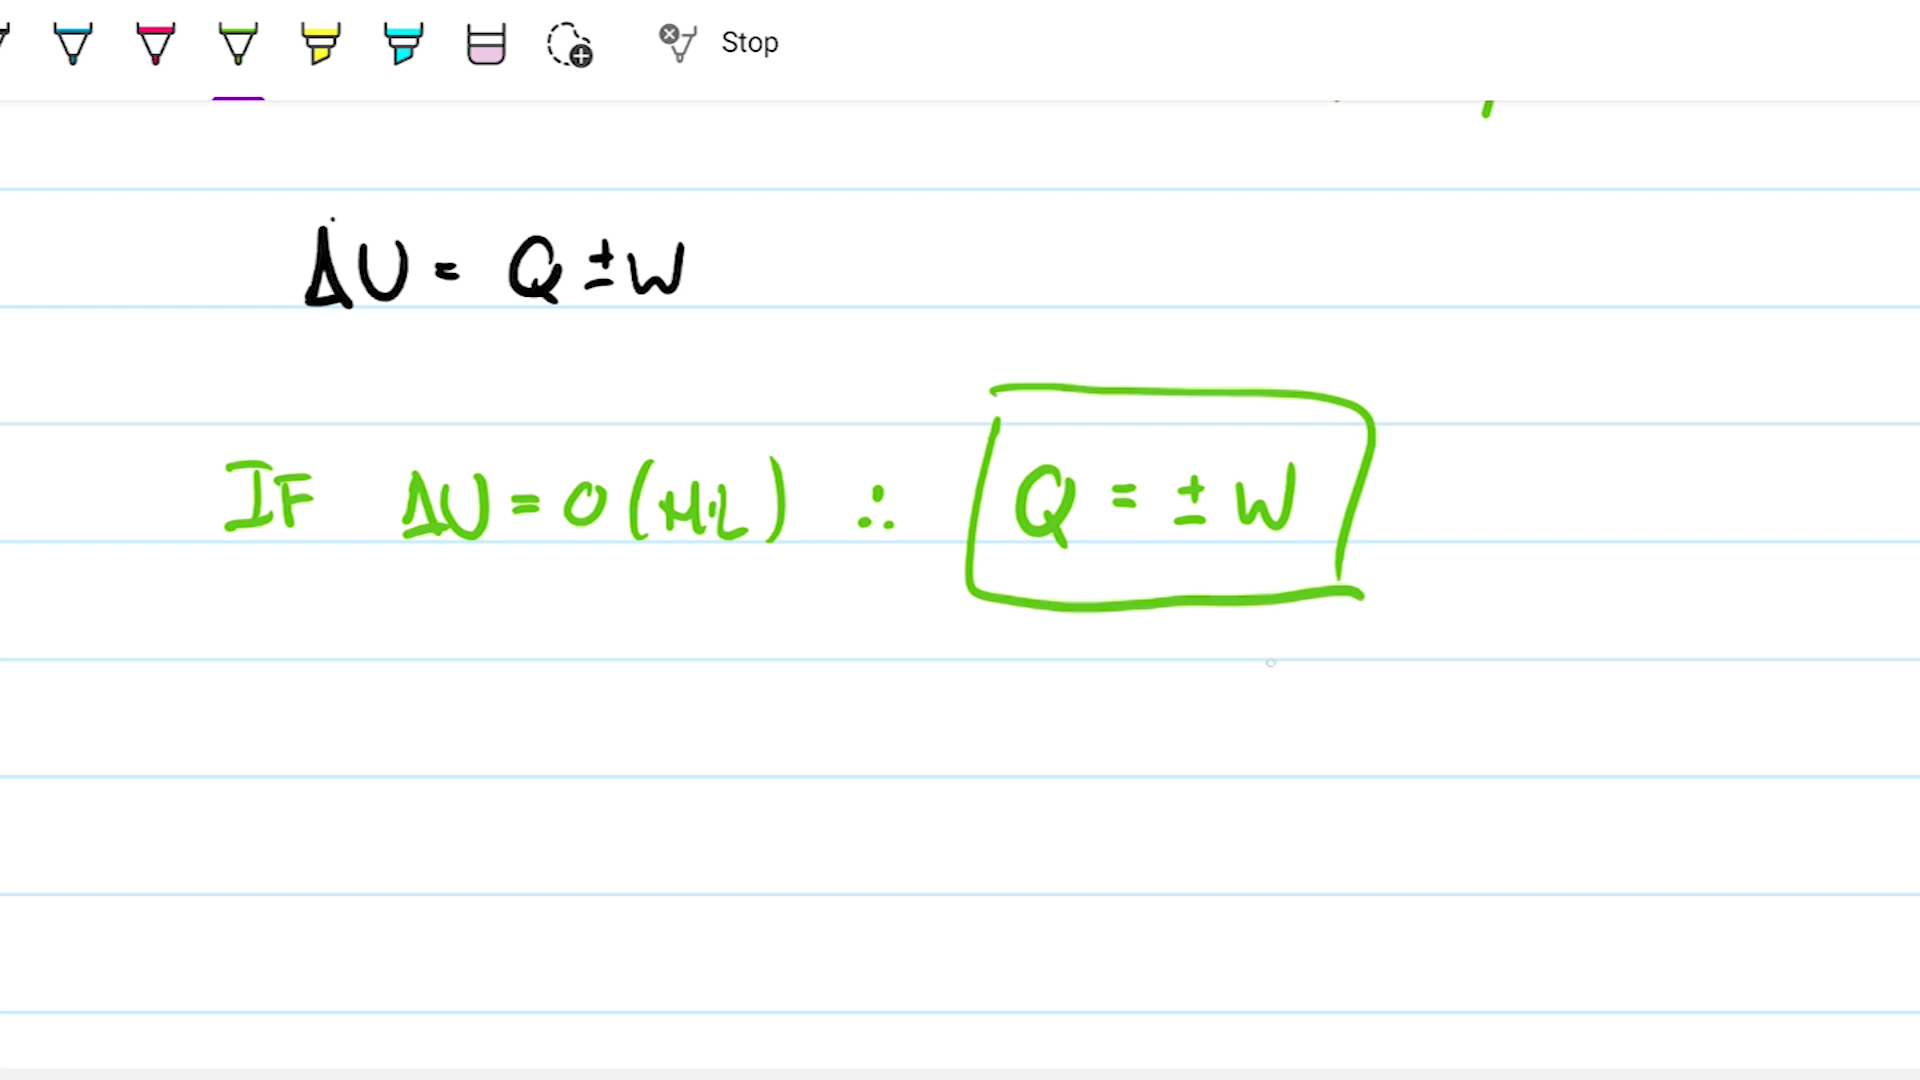 Stop
ΔU = Q ± W
IF ΔU = 0 ( ) ∴ Q = ± W